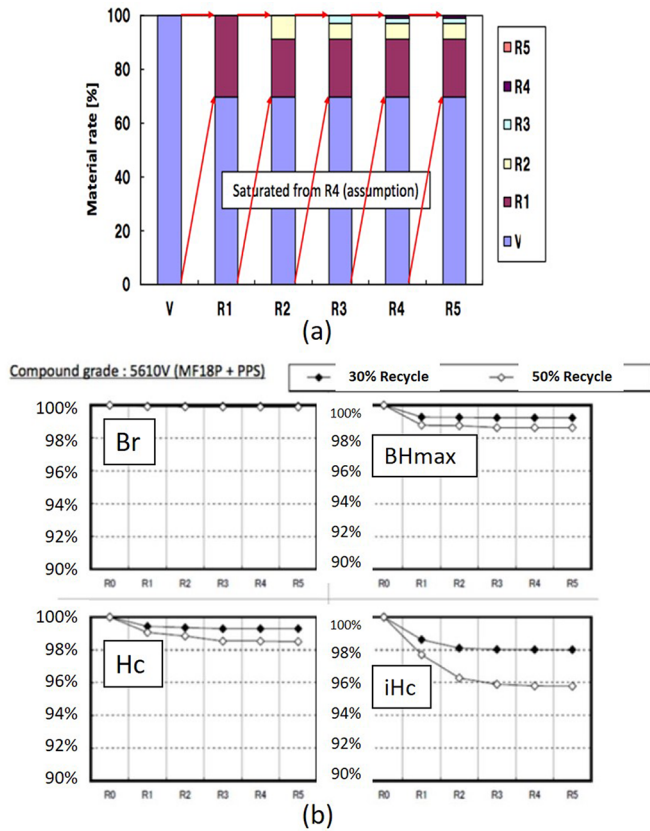 100
80
60
40
20
0
Material rate [%]
Saturated from R4 (assumption)
V R1 R2 R3 R4 R5
R5
R4
R3
R2
R1
V
(a)
Compound grade : 5610V (MF18P + PPS)
30% Recycle 50% Recycle
100%
98%
96%
94%
92%
90%
Br
R0 R1 R2 R3 R4 R5
100%
98%
96%
94%
92%
90%
BHmax
R0 R1 R2 R3 R4 R5
100%
98%
96%
94%
92%
90%
Hc
R0 R1 R2 R3 R4 R5
100%
98%
96%
94%
92%
90%
iHc
R0 R1 R2 R3 R4 R5
(b)